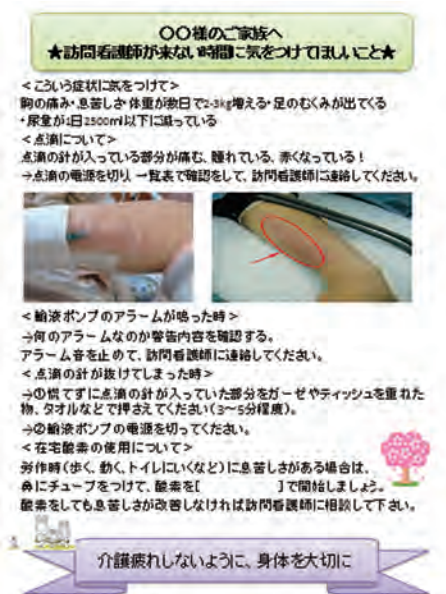 〇〇様のご家族へ
★訪問看護師が来ない時間に気をつけてほしいこと★
＜こういう症状に気をつけて＞
胸の痛み・息苦しさ・体重が数日で2-3kg増える・足のむくみが出てくる
・尿量が1日2500ml以下に減っている
＜点滴について＞
点滴の針が入っている部分が痛む、腫れている、赤くなっている！
→点滴の電源を切り、一覧表で確認をして、訪問看護師に連絡してください。
＜輸液ポンプのアラームが鳴った時＞
→何のアラームなのか警告内容を確認する。
アラーム音を止めて、訪問看護師に連絡してください。
＜点滴の針が抜けてしまった時＞
→①慌てずに点滴の針が入っていた部分をガーゼやティッシュを重ねた
物、タオルなどで押さえてください（3～5分程度）。
→②輸液ポンプの電源を切ってください。
＜在宅酸素の使用について＞
労作時（歩く、動く、トイレにいくなど）に息苦しさがある場合は、
鼻にチューブをつけて、酸素を[　　　　　]で開始しましょう。
酸素をしても息苦しさが改善しなければ訪問看護師に相談して下さい。
介護疲れしないように、身体を大切に